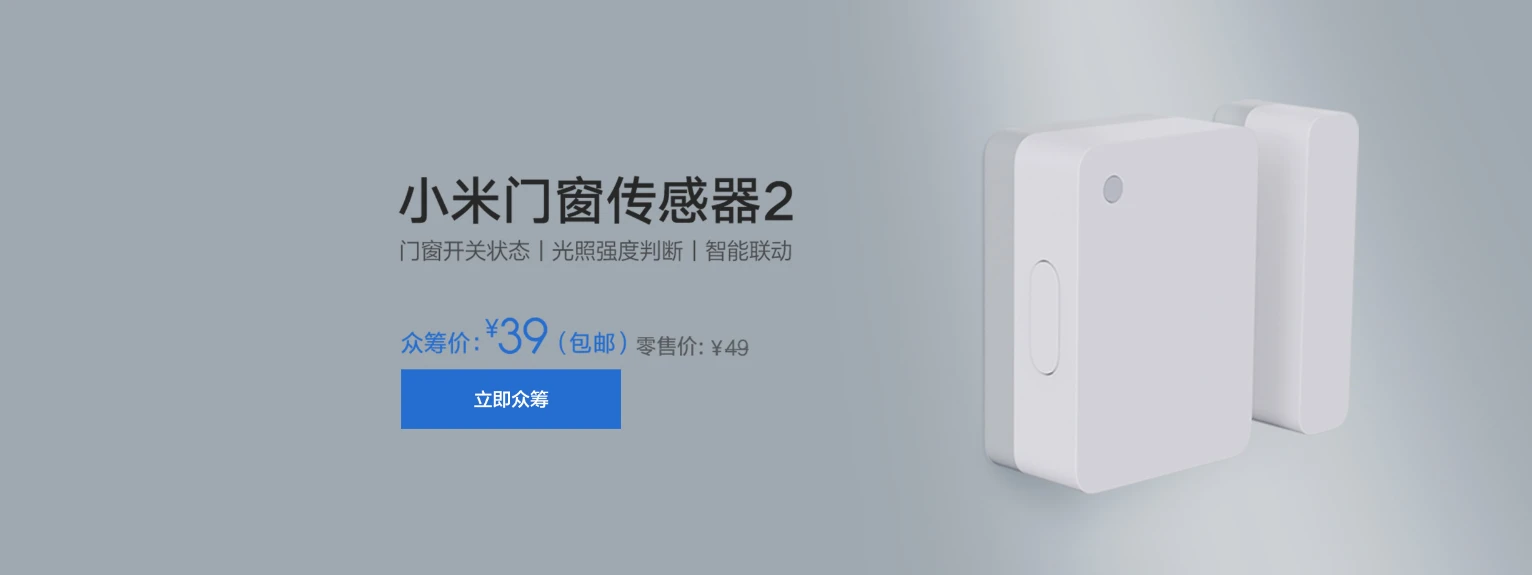 小米门窗传感器2
门窗开关状态丨光照强度判断丨智能联动
众筹价：¥39（包邮）零售价：¥49
立即众筹